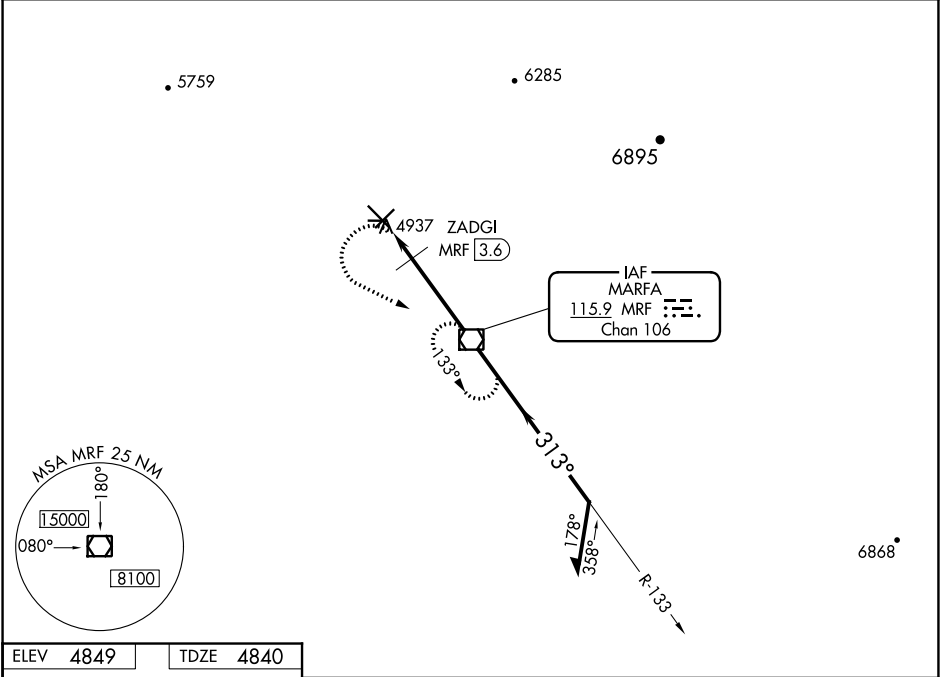 5759
6285
6895
4937 ZADGI
MRF 3.6
IAF
MARFA
115.9 MRF
Chan 106
133°
313°
MSA MRF 25 NM
180°
15000
080°
8100
178°
358°
6868
R-133
ELEV 4849 TDZE 4840